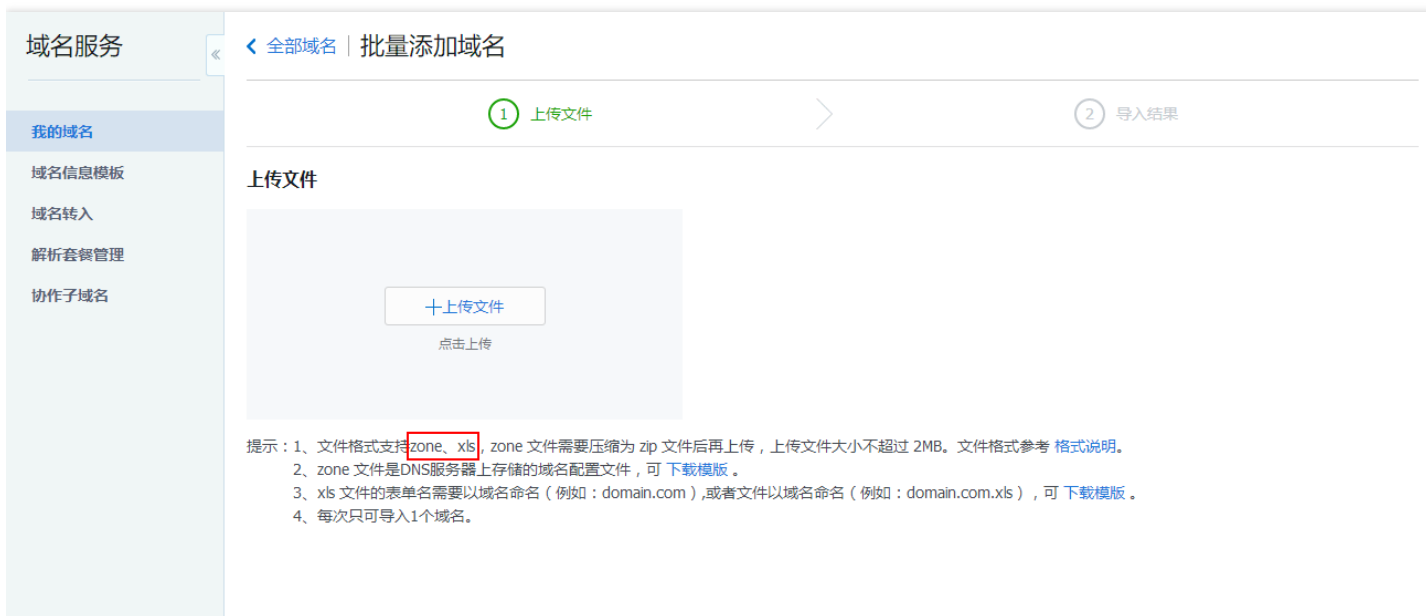 域名服务
«
全部域名 | 批量添加域名
1 上传文件
2 导入结果
我的域名
域名信息模板
域名转入
解析套餐管理
协作子域名
上传文件
+上传文件
点击上传
提示：1、文件格式支持zone、xls，zone 文件需要压缩为 zip 文件后再上传，上传文件大小不超过 2MB。文件格式参考 格式说明。
2、zone 文件是DNS服务器上存储的域名配置文件，可 下载模版 。
3、xls 文件的表单名需要以域名命名（例如：domain.com）,或者文件以域名命名（例如：domain.com.xls），可 下载模版 。
4、每次只可导入1个域名。